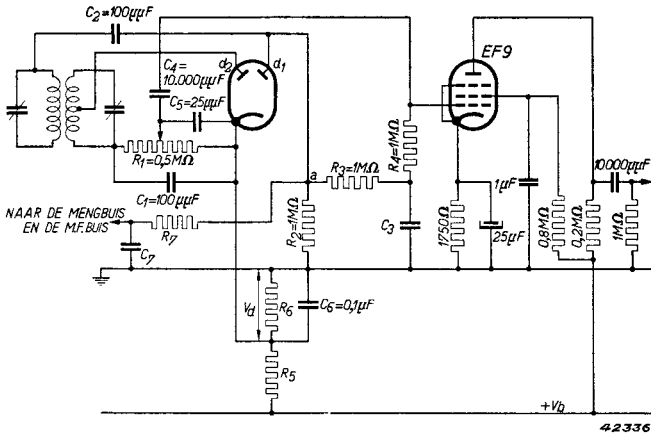 C2=100μμF
d2
d1
EF9
C4=
10.000μμF
C5=25μμF
R1=0,5MΩ
C1=100μμF
a
R3=1MΩ
R4=1MΩ
C3
1750Ω
25μF
1μF
0,8MΩ
0,2MΩ
10000μμF
1MΩ
NAAR DE MENGBUIS
EN DE M.F. BUIS
R7
C7
R2=1MΩ
Vd
R6
C6=0,1μF
R5
+Vb
42336